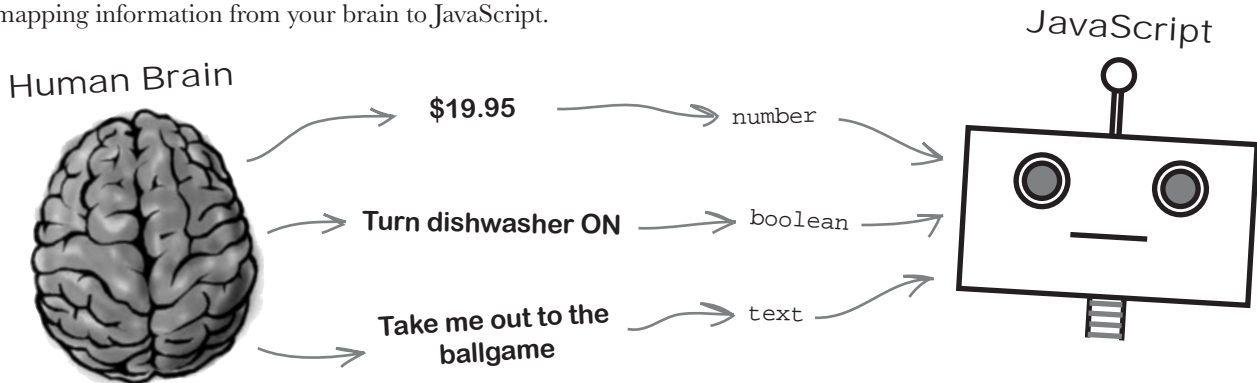 mapping information from your brain to JavaScript.
JavaScript
Human Brain
$19.95
number
Turn dishwasher ON
boolean
Take me out to the
ballgame
text